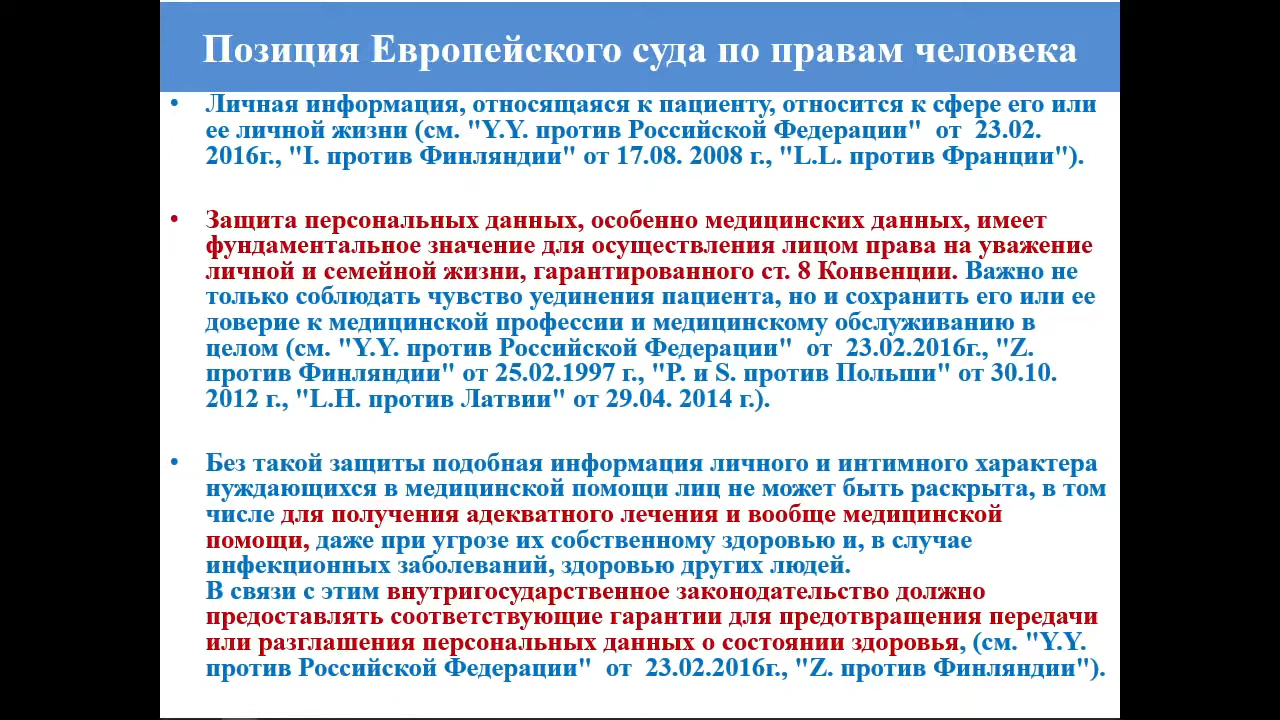 Позиция Европейского суда по правам человека
• Личная информация, относящаяся к пациенту, относится к сфере его или
ее личной жизни (см. "Y.Y. против Российской Федерации" от 23.02.
2016г., "I. против Финляндии" от 17.08. 2008 г., "L.L. против Франции").
• Защита персональных данных, особенно медицинских данных, имеет
фундаментальное значение для осуществления лицом права на уважение
личной и семейной жизни, гарантированного ст. 8 Конвенции. Важно не
только соблюдать чувство уединения пациента, но и сохранить его или ее
доверие к медицинской профессии и медицинскому обслуживанию в
целом (см. "Y.Y. против Российской Федерации" от 23.02.2016г., "Z.
против Финляндии" от 25.02.1997 г., "P. и S. против Польши" от 30.10.
2012 г., "L.H. против Латвии" от 29.04. 2014 г.).
• Без такой защиты подобная информация личного и интимного характера
нуждающихся в медицинской помощи лиц не может быть раскрыта, в том
числе для получения адекватного лечения и вообще медицинской
помощи, даже при угрозе их собственному здоровью и, в случае
инфекционных заболеваний, здоровью других людей.
В связи с этим внутригосударственное законодательство должно
предоставлять соответствующие гарантии для предотвращения передачи
или разглашения персональных данных о состоянии здоровья, (см. "Y.Y.
против Российской Федерации" от 23.02.2016г., "Z. против Финляндии").